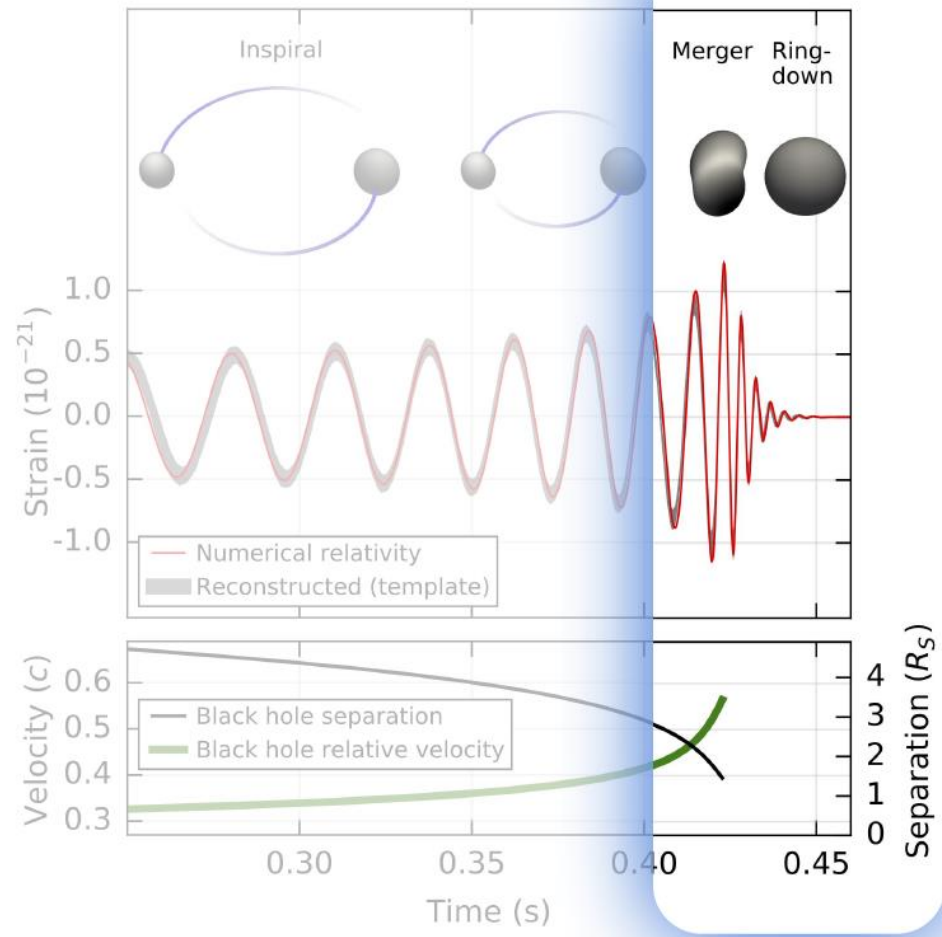 Inspiral
Merger
Ring-
down
Strain (10⁻²¹)
1.0
0.5
0.0
-0.5
-1.0
Numerical relativity
Reconstructed (template)
Velocity (c)
0.6
0.5
0.4
0.3
Black hole separation
Black hole relative velocity
4
3
2
1
0
Separation (R_S)
0.30
0.35
0.40
0.45
Time (s)